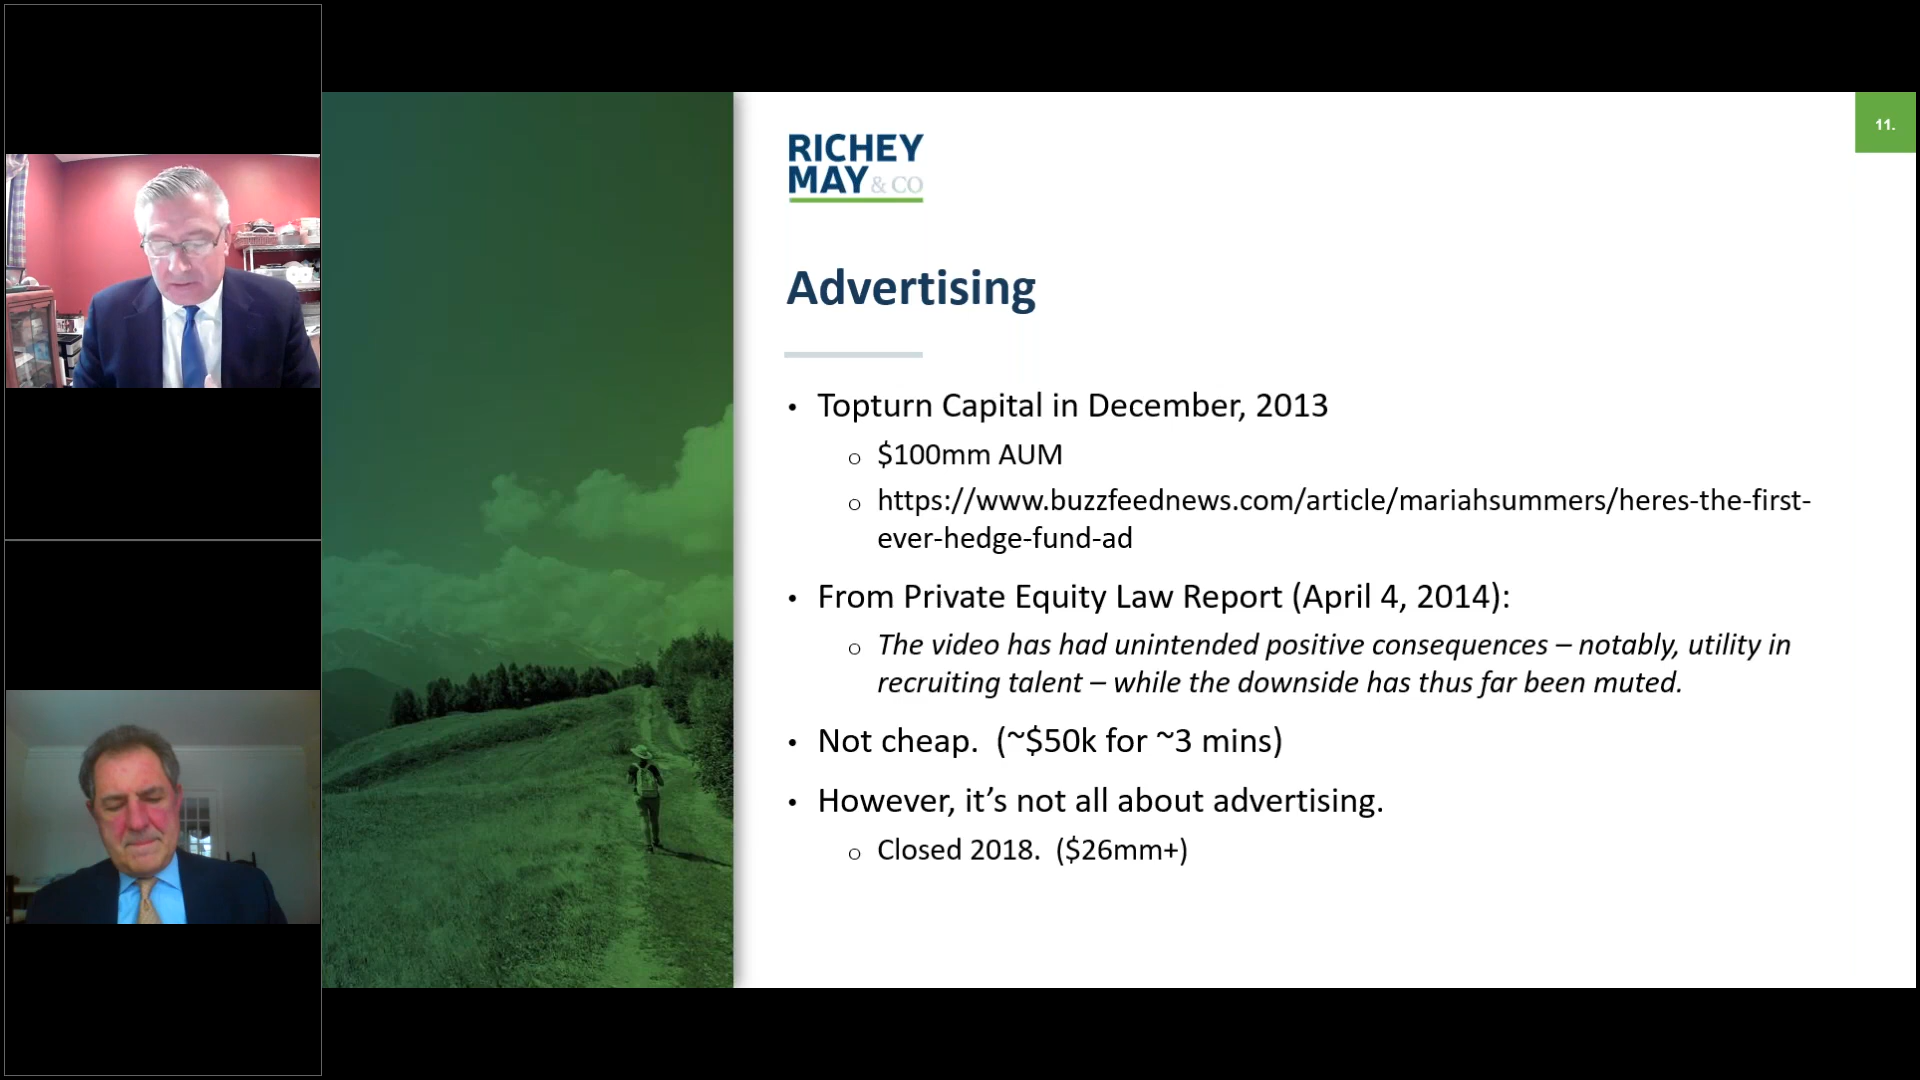 RICHEY
MAY & CO
11.
Advertising
• Topturn Capital in December, 2013
o $100mm AUM
o https://www.buzzfeednews.com/article/mariahsummers/heres-the-first-
ever-hedge-fund-ad
• From Private Equity Law Report (April 4, 2014):
o The video has had unintended positive consequences – notably, utility in
recruiting talent – while the downside has thus far been muted.
• Not cheap.  (~$50k for ~3 mins)
• However, it’s not all about advertising.
o Closed 2018.  ($26mm+)